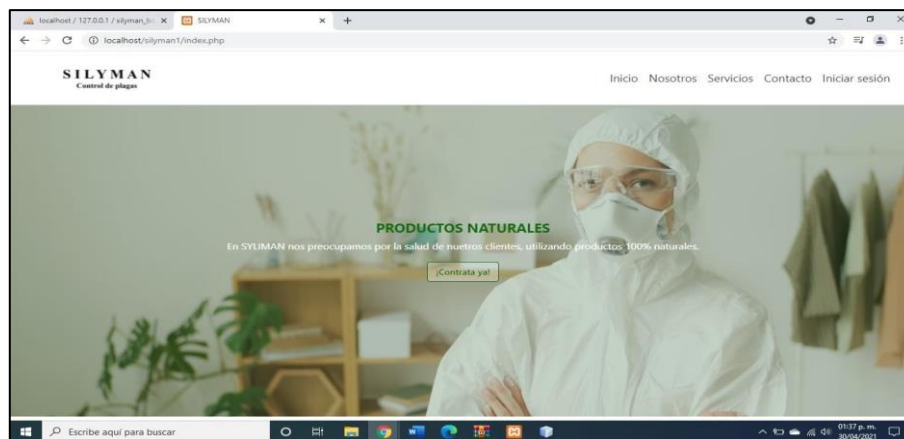 localhost / 127.0.0.1 / silyman_b
SILYMAN
localhost/silyman1/index.php
SILYMAN
Control de plagas
Inicio Nosotros Servicios Contacto Iniciar sesión
PRODUCTOS NATURALES
En SYLIMAN nos preocupamos por la salud de nuetros clientes, utilizando productos 100% naturales.
¡Contrata ya!
Escribe aquí para buscar
01:37 p. m.
30/04/2021